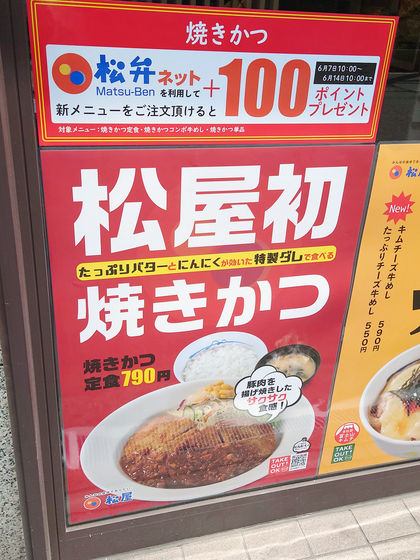 焼きかつ
松弁ネット
Matsu-Ben を利用して
新メニューをご注文頂けると
+100
ポイント
プレゼント
6月7日10:00〜
6月14日10:00まで
対象メニュー:焼きかつ定食・焼きかつコンボ牛めし・焼きかつ単品
松屋初
たっぷりバターとにんにくが効いた特製ダレで食べる
焼きかつ
焼きかつ
定食790円
豚肉を
揚げ焼きした
サクサク
食感!
TAKE
OUT!
OK
松屋
New!
キムチーズ牛めし 590円
たっぷりチーズ牛めし 550円
TAKE
OUT!
OK